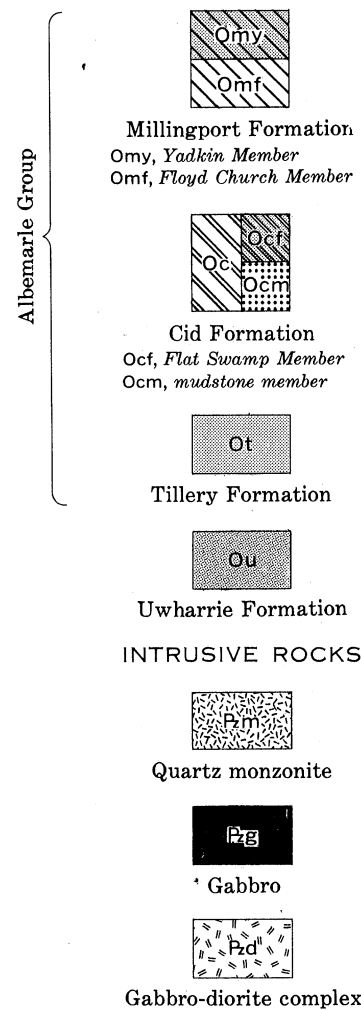 Omy
Omf
Millingport Formation
Omy, Yadkin Member
Omf, Floyd Church Member
Albemarle Group
Oc
Ocf
Ocm
Cid Formation
Ocf, Flat Swamp Member
Ocm, mudstone member
Ot
Tillery Formation
Ou
Uwharrie Formation
INTRUSIVE ROCKS
Pzm
Quartz monzonite
Pzg
Gabbro
Pzd
Gabbro-diorite complex